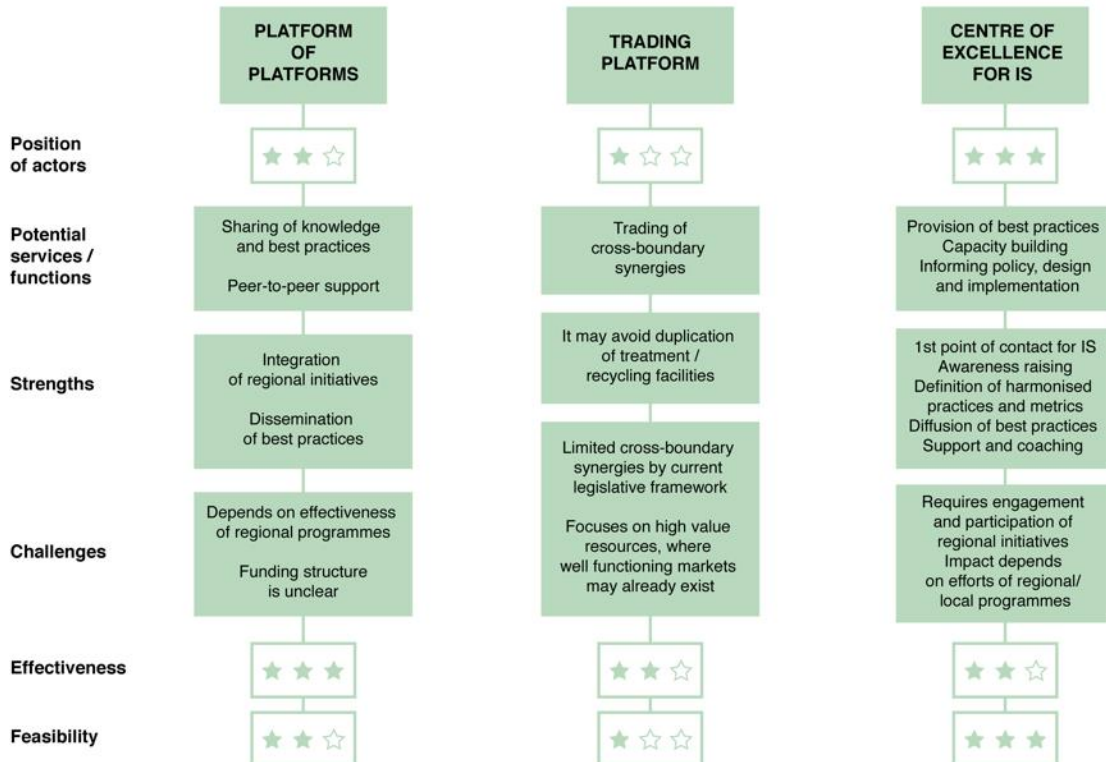 PLATFORM
OF
PLATFORMS
TRADING
PLATFORM
CENTRE OF
EXCELLENCE
FOR IS
Position
of actors
Potential
services /
functions
Sharing of knowledge
and best practices
Peer-to-peer support
Trading of
cross-boundary
synergies
Provision of best practices
Capacity building
Informing policy, design
and implementation
Strengths
Integration
of regional initiatives
Dissemination
of best practices
It may avoid duplication
of treatment /
recycling facilities
1st point of contact for IS
Awareness raising
Definition of harmonised
practices and metrics
Diffusion of best practices
Support and coaching
Challenges
Depends on effectiveness
of regional programmes
Funding structure
is unclear
Limited cross-boundary
synergies by current
legislative framework
Focuses on high value
resources, where
well functioning markets
may already exist
Requires engagement
and participation of
regional initiatives
Impact depends
on efforts of regional/
local programmes
Effectiveness
Feasibility